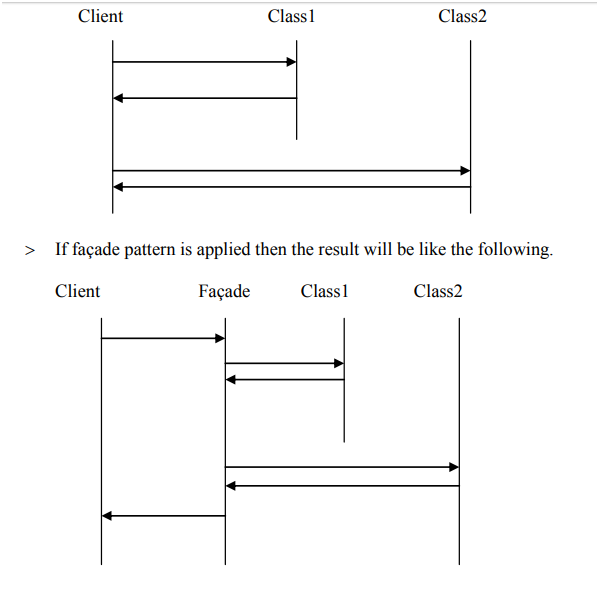 Client Class1 Class2
> If façade pattern is applied then the result will be like the following.
Client Façade Class1 Class2